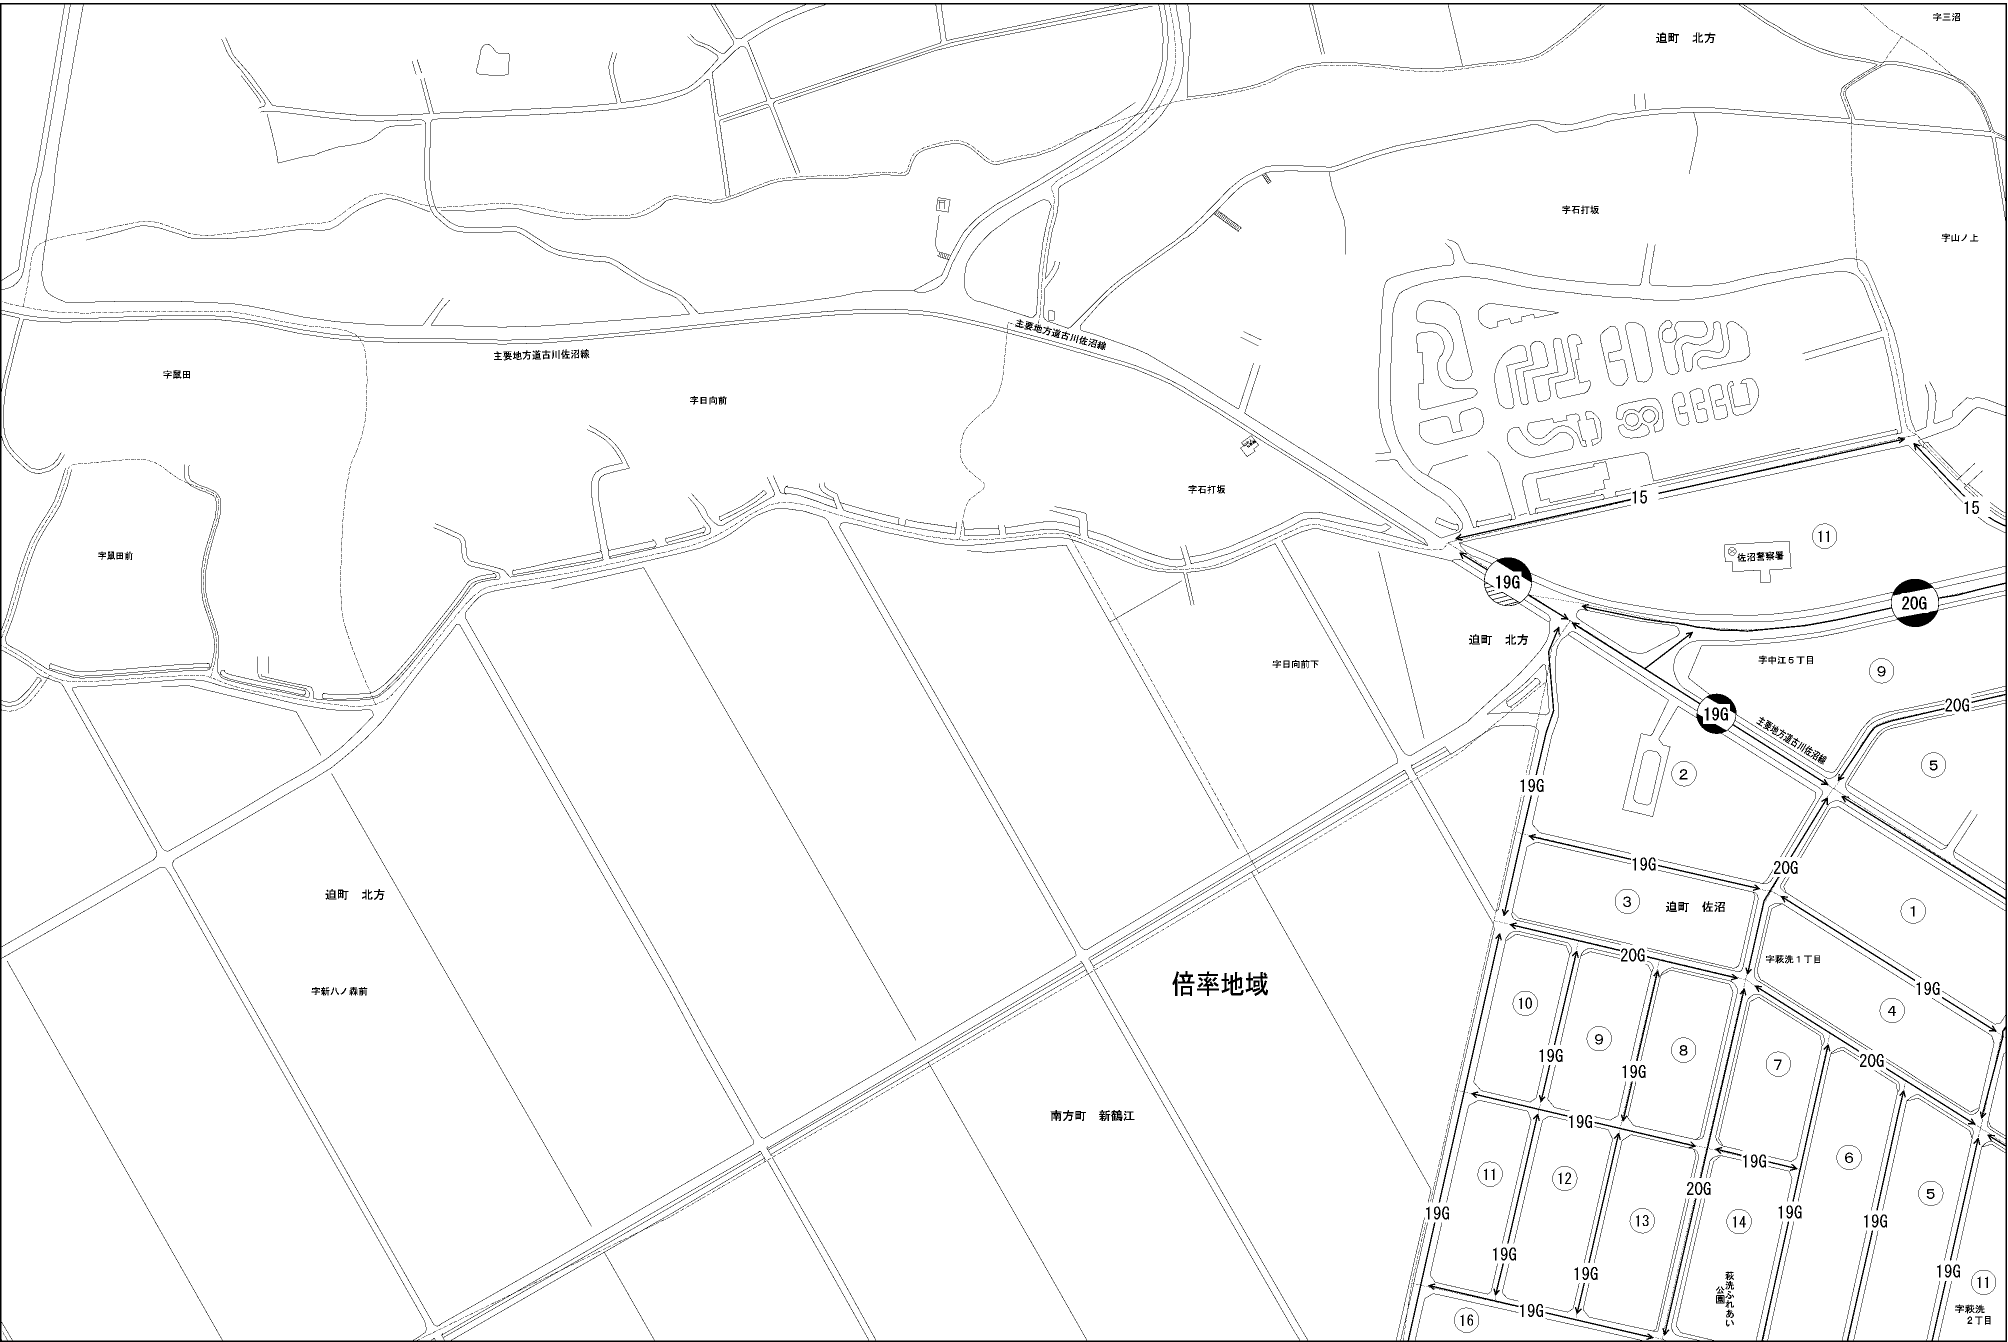 字三沼
迫町　北方
字石打坂
字山ノ上
主要地方道古川佐沼線
主要地方道古川佐沼線
字鼠田
字日向前
字石打坂
15
15
11
佐沼警察署
字鼠田前
19G
20G
迫町　北方
字日向前下
字中江５丁目
9
20G
19G
主要地方道古川佐沼線
5
2
19G
19G
20G
迫町　北方
3
迫町　佐沼
1
20G
字萩洗１丁目
倍率地域
字新八ノ森前
19G
10
4
9
8
7
20G
19G
19G
南方町　新鶴江
19G
6
19G
11
12
20G
5
19G
13
14
19G
19G
19G
19G
19G
萩洗ふれあい
公園
11
19G
16
字萩洗
２丁目